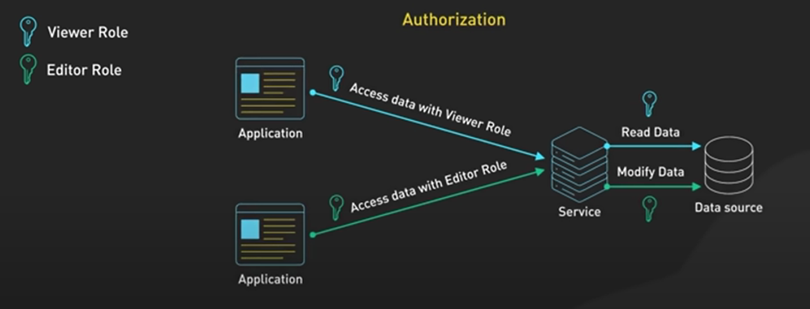 Authorization
Viewer Role
Editor Role
Application
Access data with Viewer Role
Read Data
Modify Data
Access data with Editor Role
Service
Data source
Application